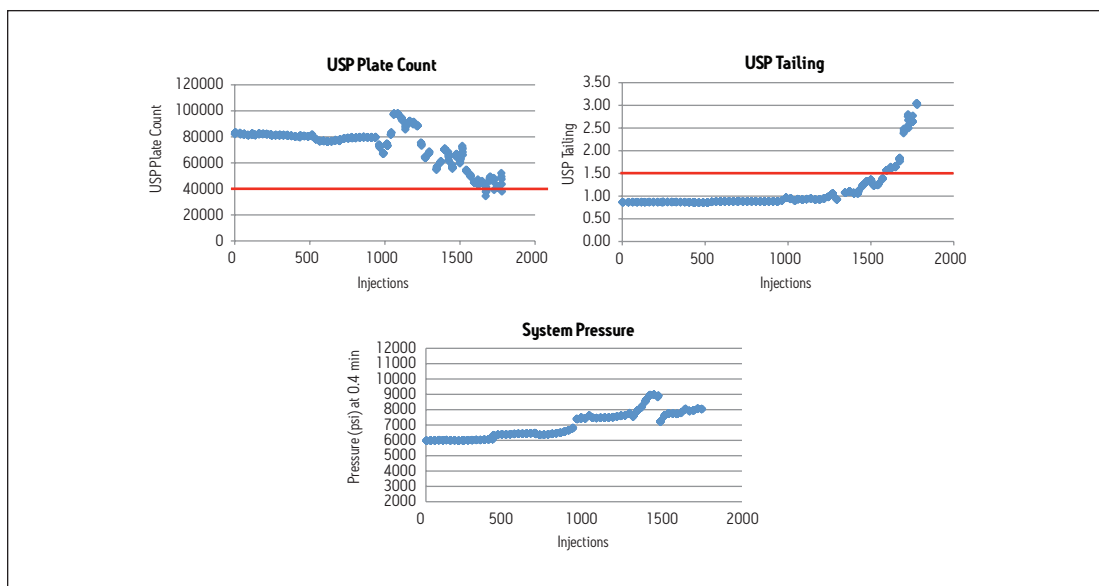 USP Plate Count
USP Plate Count
120000
100000
80000
60000
40000
20000
0
0 500 1000 1500 2000
Injections
USP Tailing
USP Tailing
3.50
3.00
2.50
2.00
1.5
1.00
0.50
0.00
0 500 1000 1500 2000
Injections
System Pressure
Pressure (psi) at 0.4 min
12000
11000
10000
9000
8000
7000
6000
5000
4000
3000
2000
0 500 1000 1500 2000
Injections